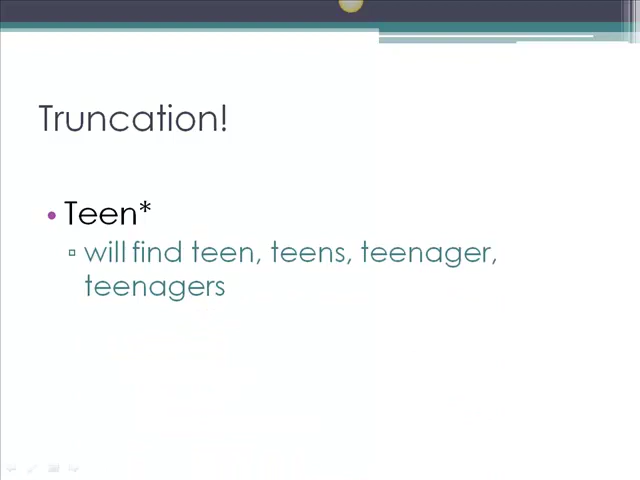 Truncation!
• Teen*
▫ will find teen, teens, teenager,
teenagers